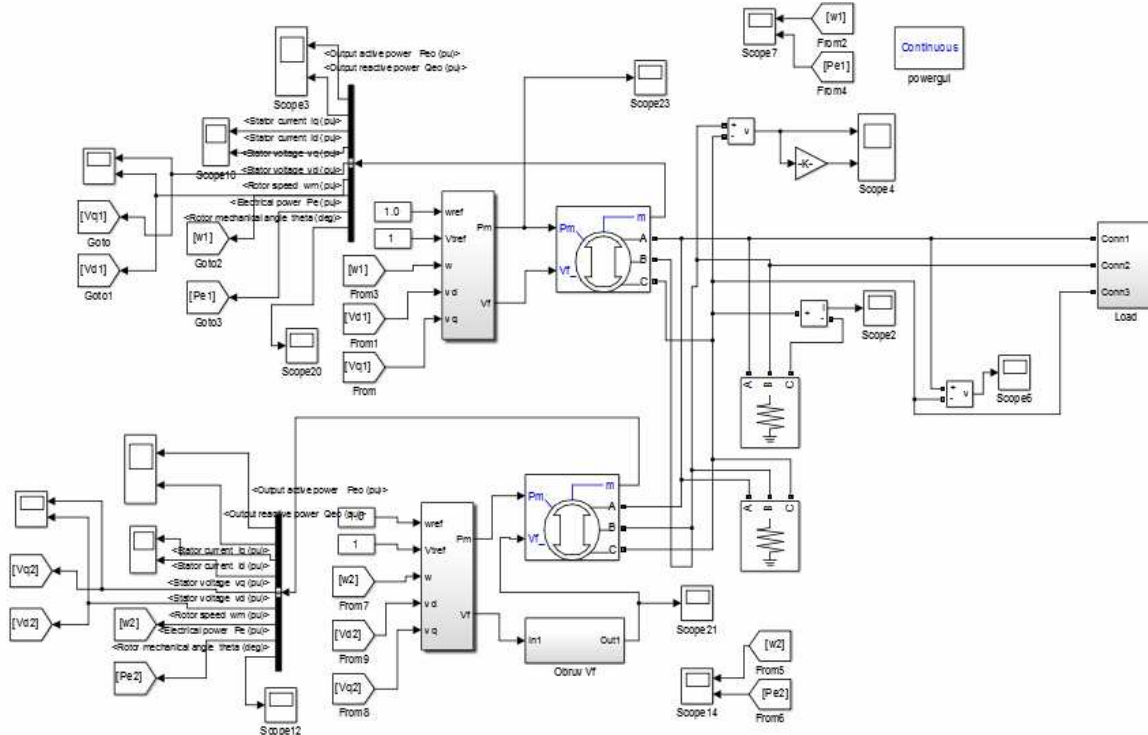 <Output active power Peo (pu)>
<Output reactive power Qeo (pu)>
Scope3
<Stator current iq (pu)>
<Stator current id (pu)>
<Stator voltage vq (pu)>
<Stator voltage vd (pu)>
<Rotor speed wm (pu)>
<Electrical power Pe (pu)>
<Rotor mechanical angle theta (deg)>
Scope10
[Vq1]
Goto
[Vd1]
Goto1
[w1]
Goto2
[Pe1]
Goto3
Scope20
1.0
1
[w1]
From3
[Vd1]
From1
[Vq1]
From
wref
Vtref
w
vd
vq
Pm
Vf
Pm
Vf_
m
A
B
C
Scope23
Scope7
[w1]
From2
[Pe1]
From4
Continuous
powergui
+
-
v
-K-
Scope4
Conn1
Conn2
Conn3
Load
+
-
i
Scope2
A
B
C
+
-
v
Scope6
A
B
C
<Output active power Peo (pu)>
<Output reactive power Qeo (pu)>
<Stator current iq (pu)>
<Stator current id (pu)>
<Stator voltage vq (pu)>
<Stator voltage vd (pu)>
<Rotor speed wm (pu)>
<Electrical power Pe (pu)>
<Rotor mechanical angle theta (deg)>
[Vq2]
[Vd2]
[w2]
[Pe2]
Scope12
1
[w2]
From7
[Vd2]
From9
[Vq2]
From8
wref
Vtref
w
vd
vq
Pm
Vf
In1
Out1
Obruv Vf
Pm
Vf_
m
A
B
C
Scope21
Scope14
[w2]
From5
[Pe2]
From6